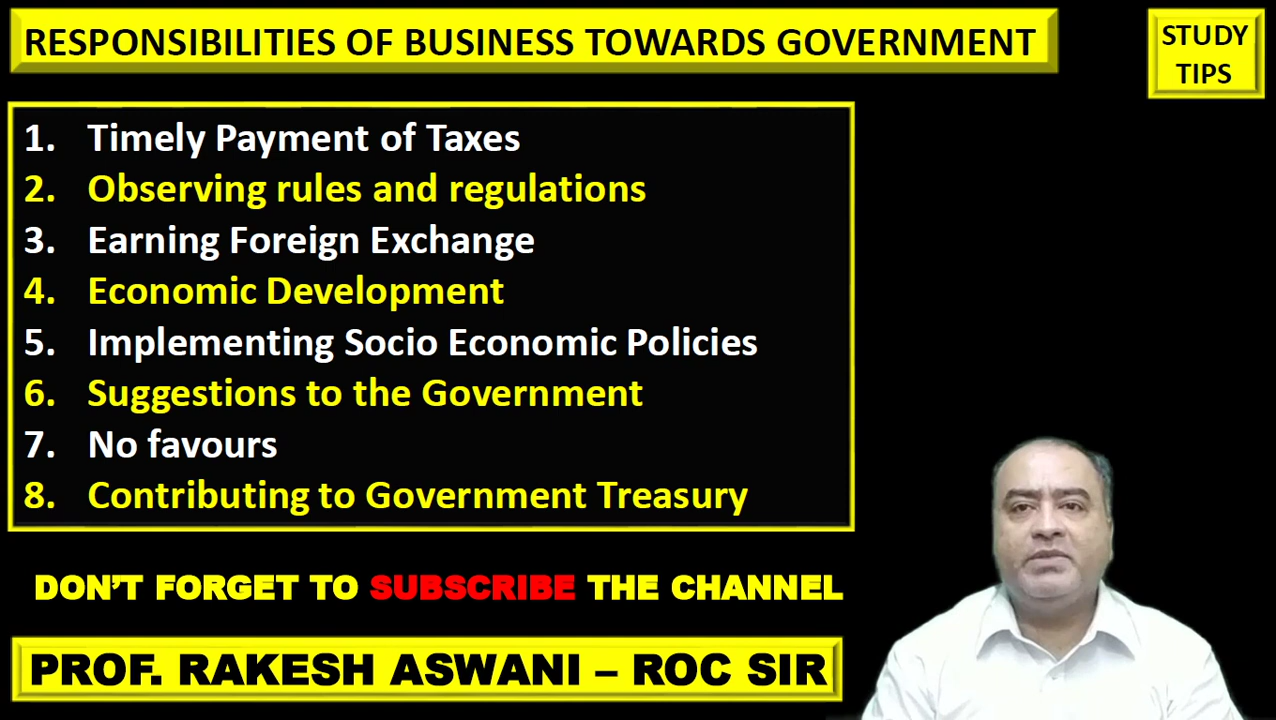 RESPONSIBILITIES OF BUSINESS TOWARDS GOVERNMENT
STUDY
TIPS
1. Timely Payment of Taxes
2. Observing rules and regulations
3. Earning Foreign Exchange
4. Economic Development
5. Implementing Socio Economic Policies
6. Suggestions to the Government
7. No favours
8. Contributing to Government Treasury
DON'T FORGET TO SUBSCRIBE THE CHANNEL
PROF. RAKESH ASWANI – ROC SIR